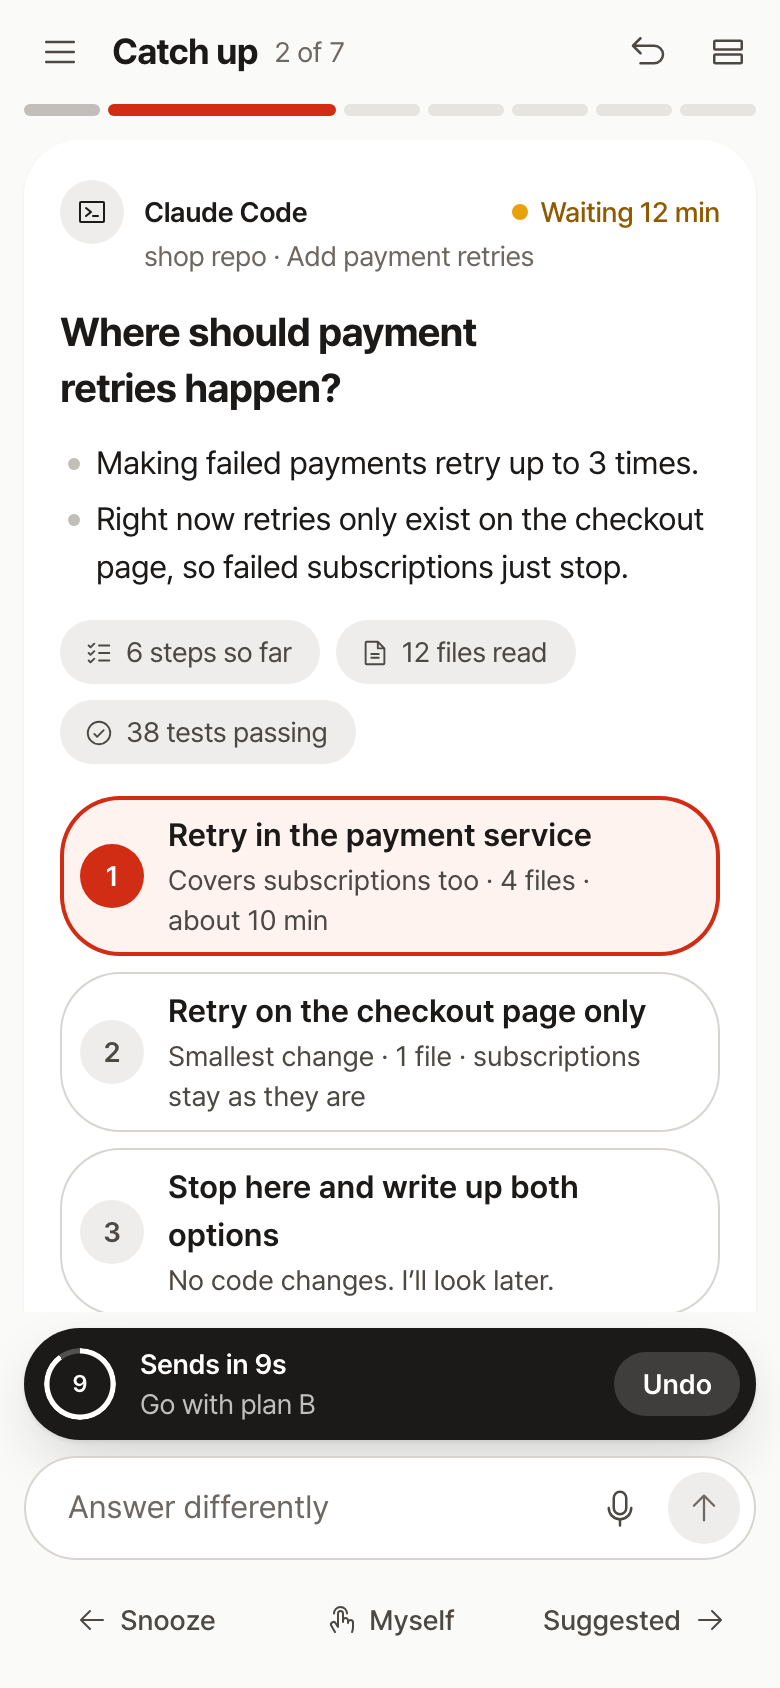 Catch up 2 of 7
Claude Code
Waiting 12 min
shop repo · Add payment retries
Where should payment
retries happen?
Making failed payments retry up to 3 times.
Right now retries only exist on the checkout
page, so failed subscriptions just stop.
6 steps so far
12 files read
38 tests passing
1
Retry in the payment service
Covers subscriptions too · 4 files ·
about 10 min
2
Retry on the checkout page only
Smallest change · 1 file · subscriptions
stay as they are
3
Stop here and write up both
options
No code changes. I’ll look later.
9
Sends in 9s
Go with plan B
Undo
Answer differently
Snooze
Myself
Suggested